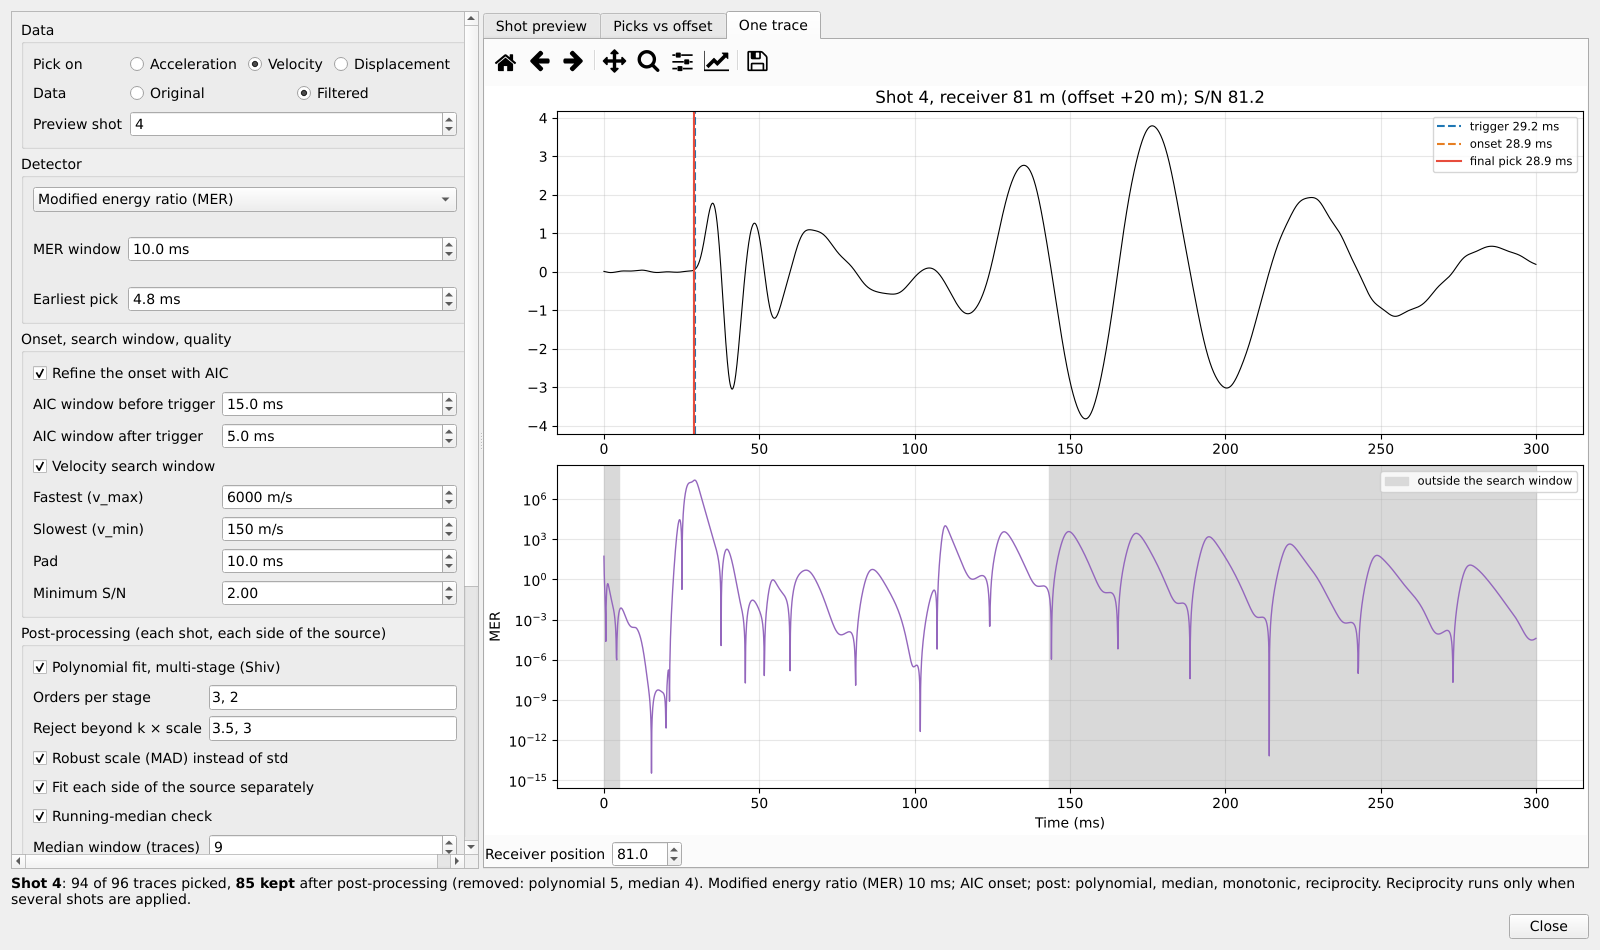 Data
Pick on Acceleration Velocity Displacement
Data Original Filtered
Preview shot 4
Detector
Modified energy ratio (MER)
MER window 10.0 ms
Earliest pick 4.8 ms
Onset, search window, quality
Refine the onset with AIC
AIC window before trigger 15.0 ms
AIC window after trigger 5.0 ms
Velocity search window
Fastest (v_max) 6000 m/s
Slowest (v_min) 150 m/s
Pad 10.0 ms
Minimum S/N 2.00
Post-processing (each shot, each side of the source)
Polynomial fit, multi-stage (Shiv)
Orders per stage 3, 2
Reject beyond k × scale 3.5, 3
Robust scale (MAD) instead of std
Fit each side of the source separately
Running-median check
Median window (traces) 9
Shot preview Picks vs offset One trace
Shot 4, receiver 81 m (offset +20 m); S/N 81.2
4
3
2
1
0
−1
−2
−3
−4
trigger 29.2 ms
onset 28.9 ms
final pick 28.9 ms
0 50 100 150 200 250 300
outside the search window
MER
10⁶
10³
10⁰
10⁻³
10⁻⁶
10⁻⁹
10⁻¹²
10⁻¹⁵
0 50 100 150 200 250 300
Time (ms)
Receiver position 81.0
Shot 4: 94 of 96 traces picked, 85 kept after post-processing (removed: polynomial 5, median 4). Modified energy ratio (MER) 10 ms; AIC onset; post: polynomial, median, monotonic, reciprocity. Reciprocity runs only when
several shots are applied.
Close